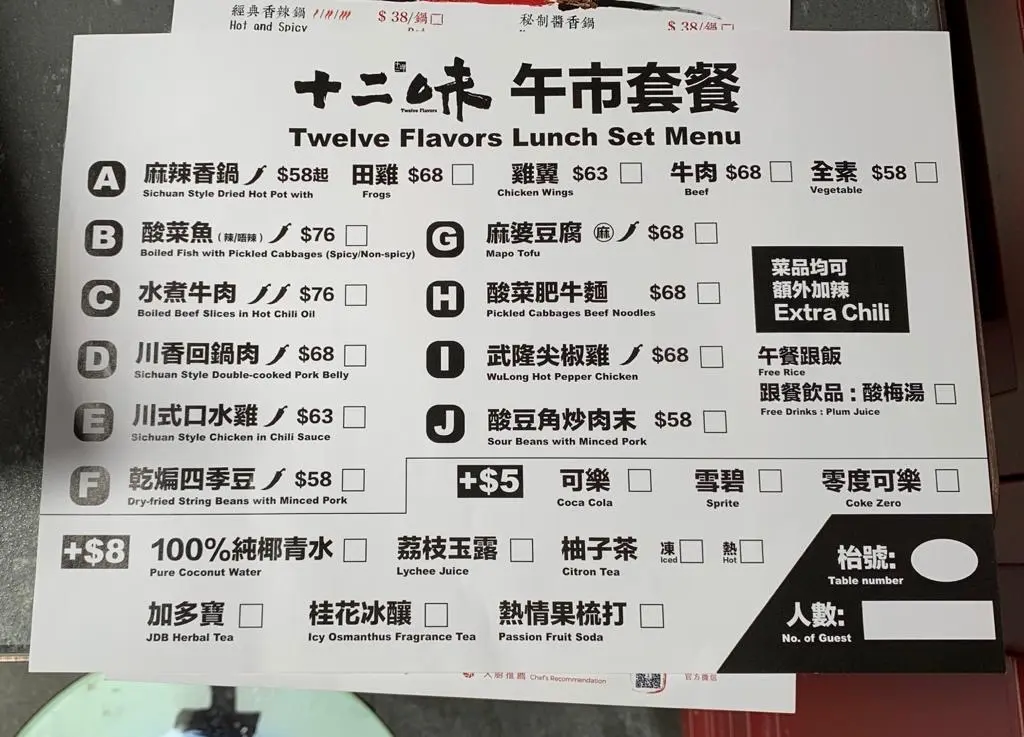 經典香辣鍋 $ 38/鍋 秘制醬香鍋 $ 38/鍋
Hot and Spicy
十二味 午市套餐
Twelve Flavors
Twelve Flavors Lunch Set Menu
A 麻辣香鍋 $58起 田雞 $68 雞翼 $63 牛肉 $68 全素 $58
Sichuan Style Dried Hot Pot with Frogs Chicken Wings Beef Vegetable
B 酸菜魚 (辣/唔辣) $76
Boiled Fish with Pickled Cabbages (Spicy/Non-spicy)
C 水煮牛肉 $76
Boiled Beef Slices in Hot Chili Oil
D 川香回鍋肉 $68
Sichuan Style Double-cooked Pork Belly
E 川式口水雞 $63
Sichuan Style Chicken in Chili Sauce
F 乾煸四季豆 $58
Dry-fried String Beans with Minced Pork
G 麻婆豆腐 麻 $68
Mapo Tofu
H 酸菜肥牛麵 $68
Pickled Cabbages Beef Noodles
I 武隆尖椒雞 $68
WuLong Hot Pepper Chicken
J 酸豆角炒肉末 $58
Sour Beans with Minced Pork
菜品均可
額外加辣
Extra Chili
午餐跟飯
Free Rice
跟餐飲品：酸梅湯
Free Drinks : Plum Juice
+$5 可樂 雪碧 零度可樂
Coca Cola Sprite Coke Zero
+$8 100%純椰青水 荔枝玉露 柚子茶 凍 熱
Pure Coconut Water Lychee Juice Citron Tea Iced Hot
加多寶 桂花冰釀 熱情果梳打
JDB Herbal Tea Icy Osmanthus Fragrance Tea Passion Fruit Soda
枱號:
Table number
人數:
No. of Guest
大廚推薦 Chef's Recommendation 官方微信